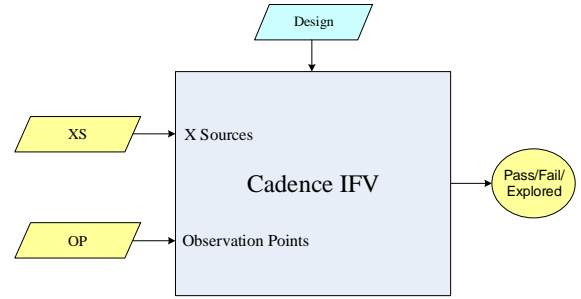 Design
XS
X Sources
Cadence IFV
Pass/Fail/
Explored
OP
Observation Points